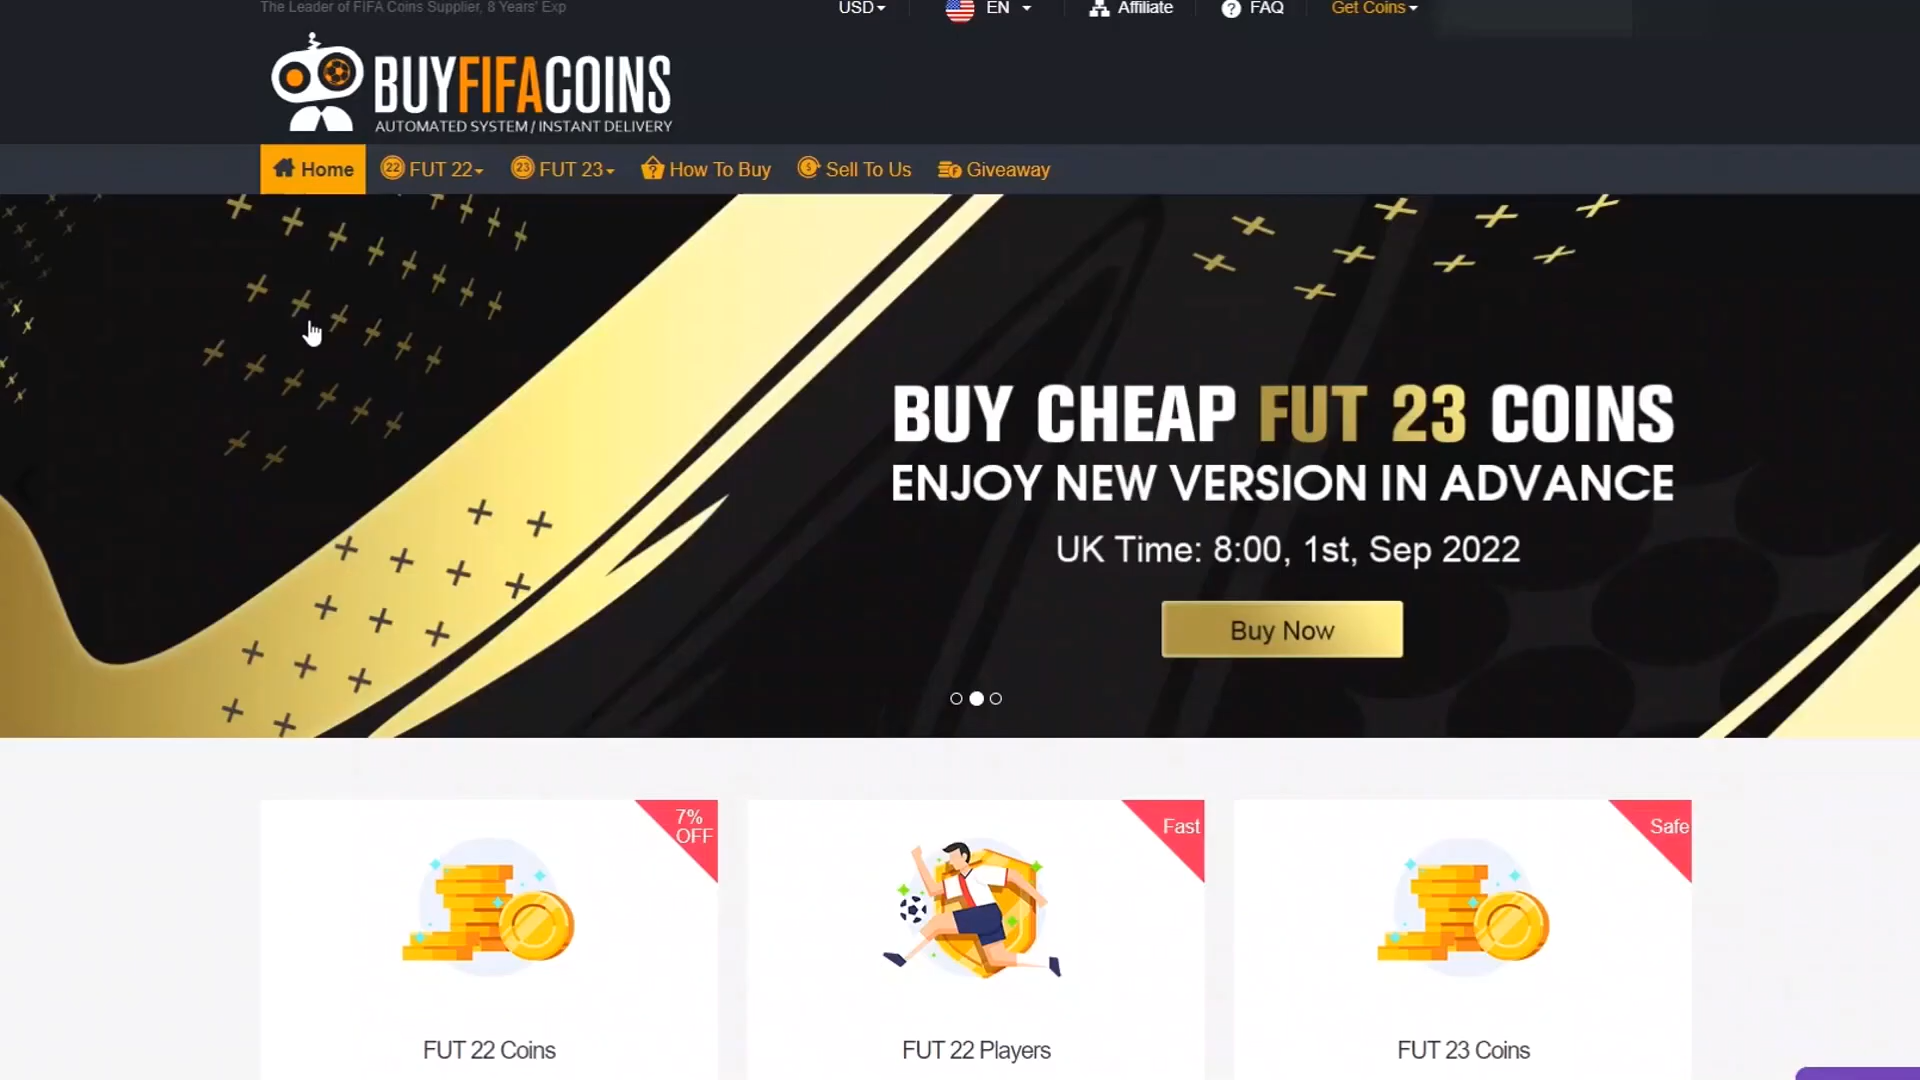 The Leader of FIFA Coins Supplier, 8 Years' Exp
USD
EN
Affiliate
FAQ
Get Coins
BUYFIFACOINS
AUTOMATED SYSTEM / INSTANT DELIVERY
Home
22 FUT 22
23 FUT 23
How To Buy
Sell To Us
Giveaway
BUY CHEAP FUT 23 COINS
ENJOY NEW VERSION IN ADVANCE
UK Time: 8:00, 1st, Sep 2022
Buy Now
7%
OFF
Fast
Safe
FUT 22 Coins
FUT 22 Players
FUT 23 Coins